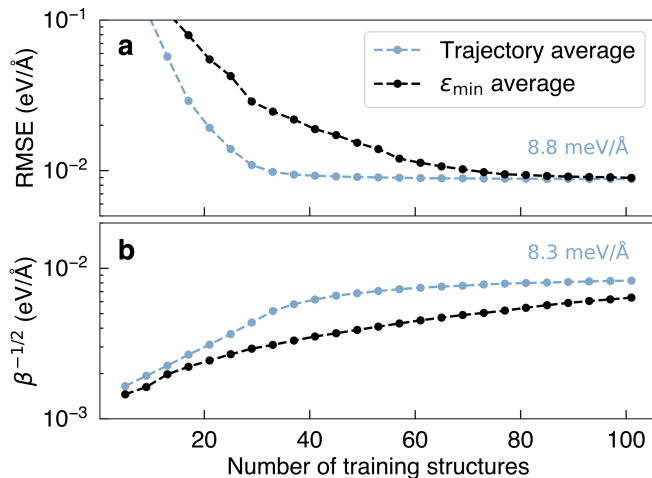 10⁻¹
a
Trajectory average
εmin average
RMSE (eV/Å)
8.8 meV/Å
10⁻²
b
8.3 meV/Å
10⁻²
β⁻¹/² (eV/Å)
10⁻³
20 40 60 80 100
Number of training structures